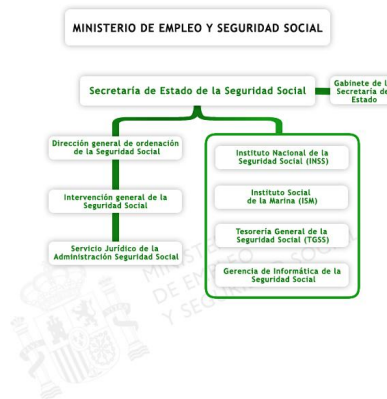 MINISTERIO DE EMPLEO Y SEGURIDAD SOCIAL
Secretaría de Estado de la Seguridad Social
Gabinete de l
Secretaría de
Estado
Dirección general de ordenación
de la Seguridad Social
Intervención general de la
Seguridad Social
Servicio Jurídico de la
Administración Seguridad Social
Instituto Nacional de la
Seguridad Social (INSS)
Instituto Social
de la Marina (ISM)
Tesorería General de la
Seguridad Social (TGSS)
Gerencia de Informática de la
Seguridad Social